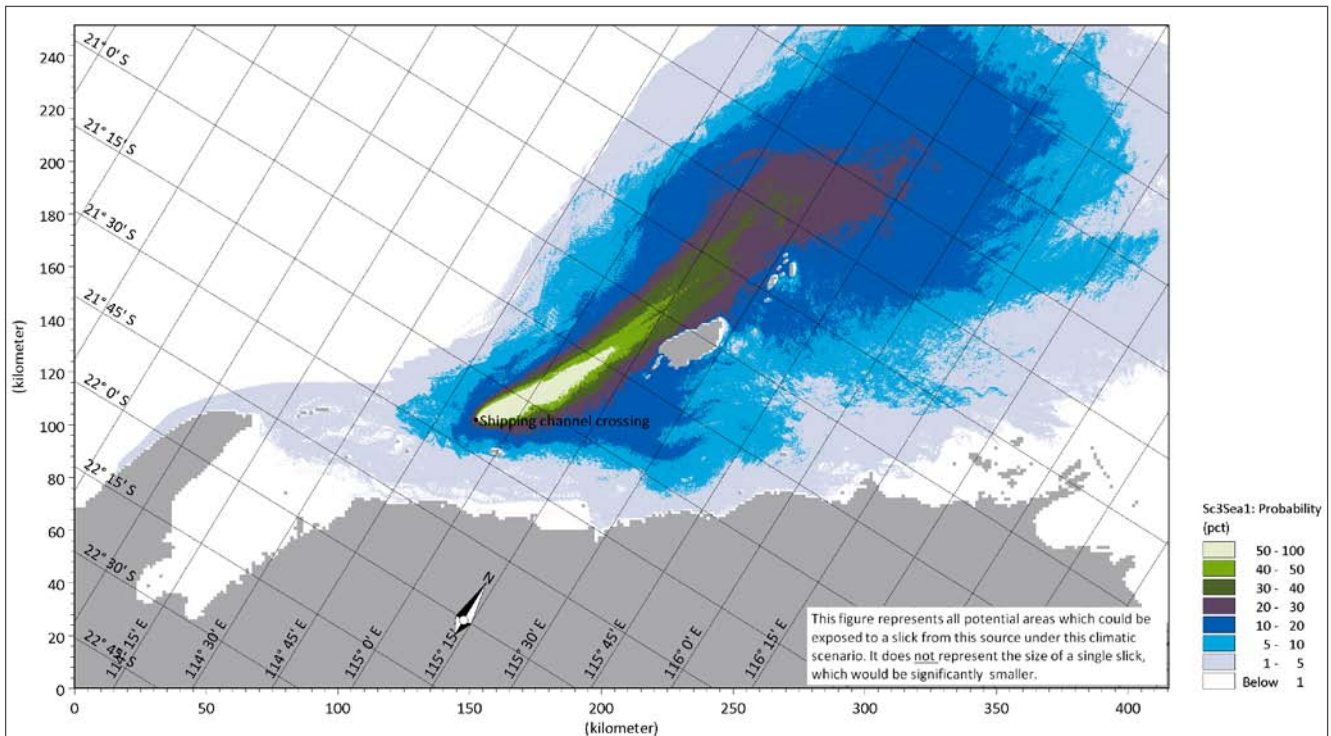 240
220
200
180
160
140
120
100
80
60
40
20
0
(kilometer)
21° 0' S
21° 15' S
21° 30' S
21° 45' S
22° 0' S
22° 15' S
22° 30' S
22° 45' S
114° 15' E
114° 30' E
114° 45' E
115° 0' E
115° 15'
115° 30' E
115° 45' E
116° 0' E
116° 15' E
Shipping channel crossing
N
This figure represents all potential areas which could be
exposed to a slick from this source under this climatic
scenario. It does not represent the size of a single slick,
which would be significantly smaller.
0
50
100
150
200
250
300
350
400
(kilometer)
Sc3Sea1: Probability
(pct)
50 - 100
40 - 50
30 - 40
20 - 30
10 - 20
5 - 10
1 - 5
Below 1